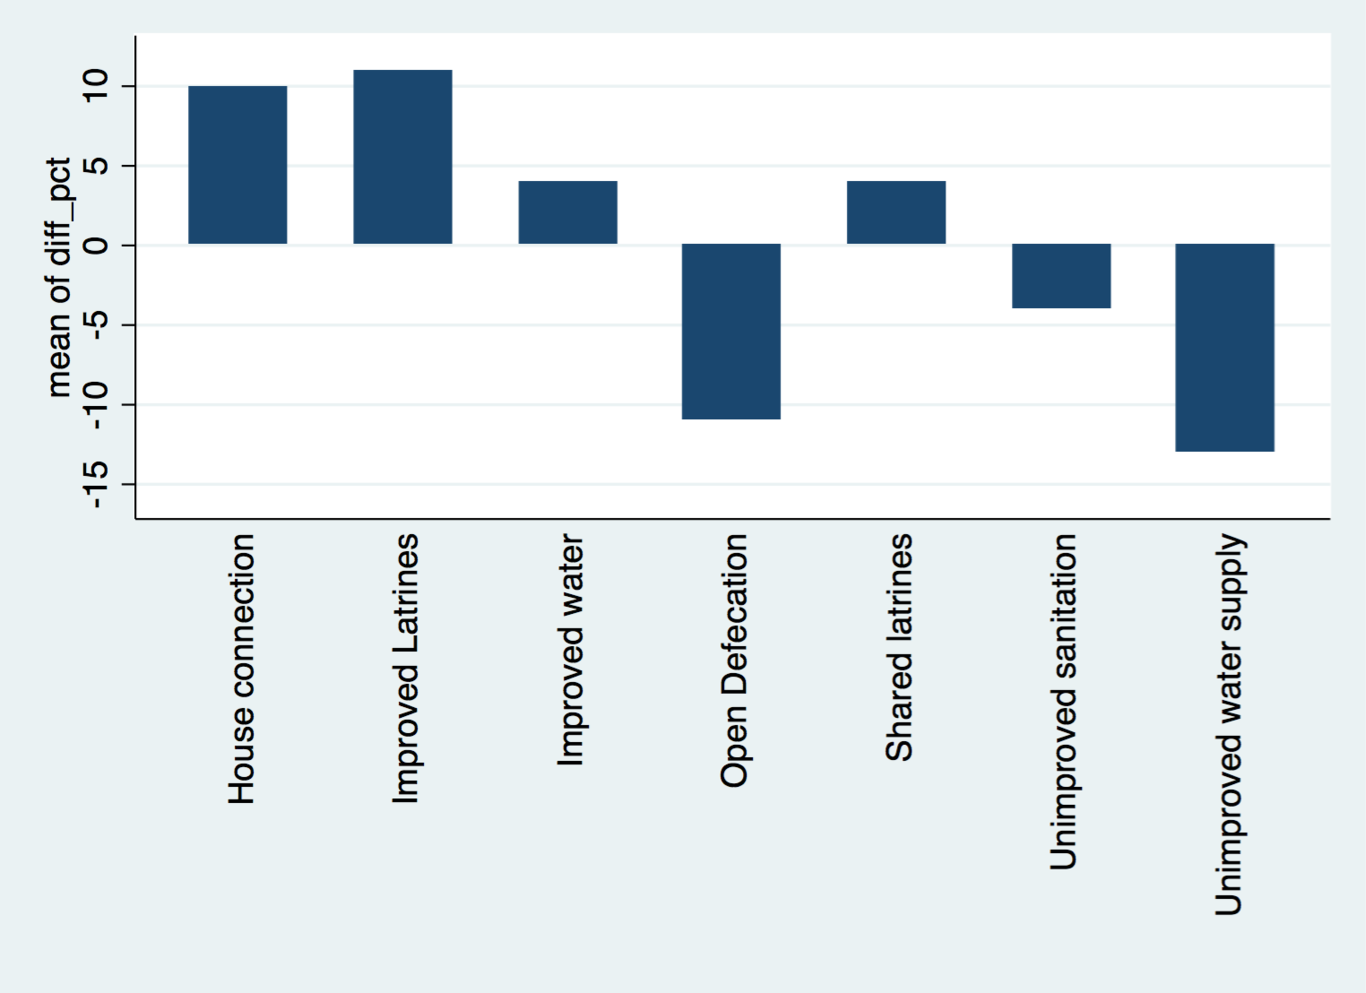 mean of diff_pct
10
5
0
-5
-10
-15
House connection
Improved Latrines
Improved water
Open Defecation
Shared latrines
Unimproved sanitation
Unimproved water supply